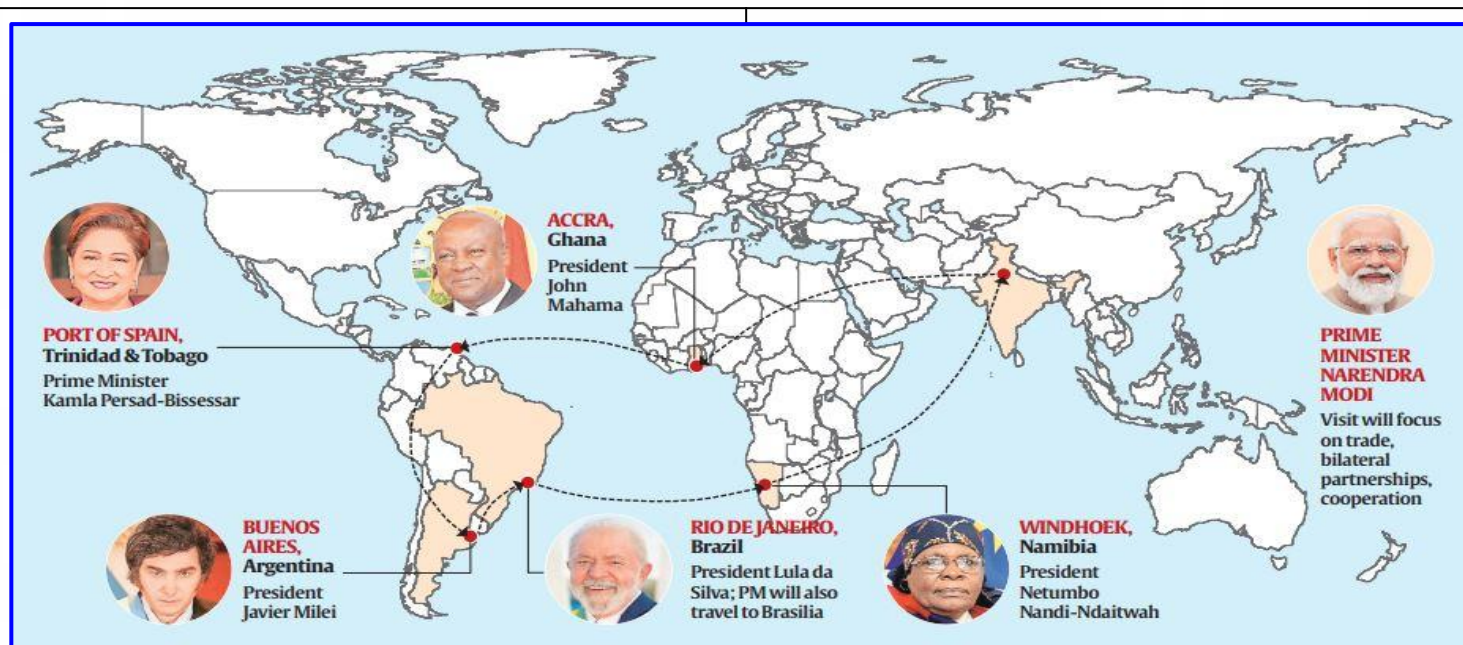 ACCRA,
Ghana
President
John
Mahama
PORT OF SPAIN,
Trinidad & Tobago
Prime Minister
Kamla Persad-Bissessar
PRIME
MINISTER
NARENDRA
MODI
Visit will focus
on trade,
bilateral
partnerships,
cooperation
BUENOS
AIRES,
Argentina
President
Javier Milei
RIO DE JANEIRO,
Brazil
President Lula da
Silva; PM will also
travel to Brasilia
WINDHOEK,
Namibia
President
Netumbo
Nandi-Ndaitwah